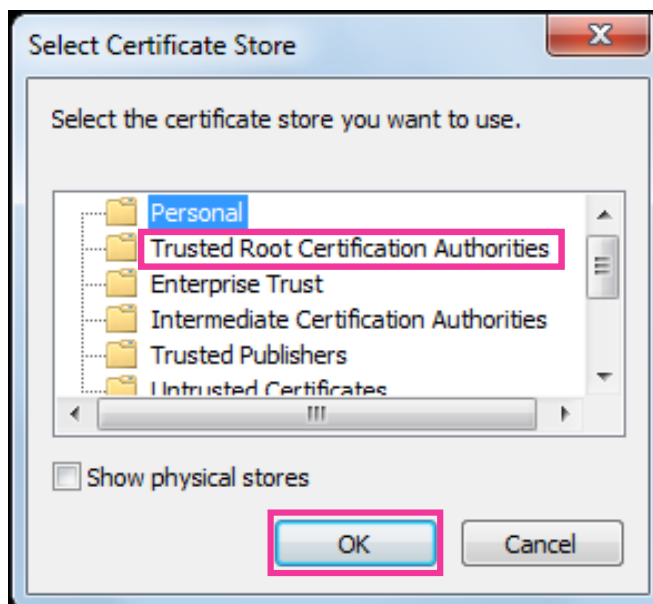 Select Certificate Store
Select the certificate store you want to use.
Personal
Trusted Root Certification Authorities
Enterprise Trust
Intermediate Certification Authorities
Trusted Publishers
Untrusted Certificates
Show physical stores
OK
Cancel